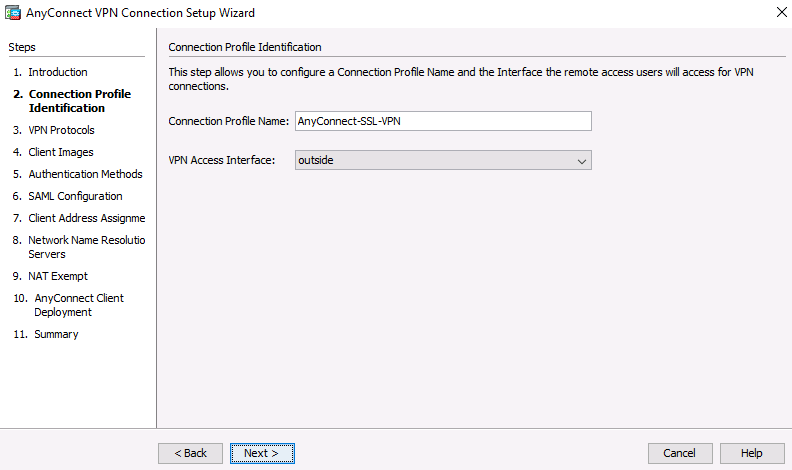 AnyConnect VPN Connection Setup Wizard
Steps
1. Introduction
2. Connection Profile
Identification
3. VPN Protocols
4. Client Images
5. Authentication Methods
6. SAML Configuration
7. Client Address Assignme
8. Network Name Resolutio
Servers
9. NAT Exempt
10. AnyConnect Client
Deployment
11. Summary
Connection Profile Identification
This step allows you to configure a Connection Profile Name and the Interface the remote access users will access for VPN
connections.
Connection Profile Name: AnyConnect-SSL-VPN
VPN Access Interface: outside
< Back Next > Cancel Help